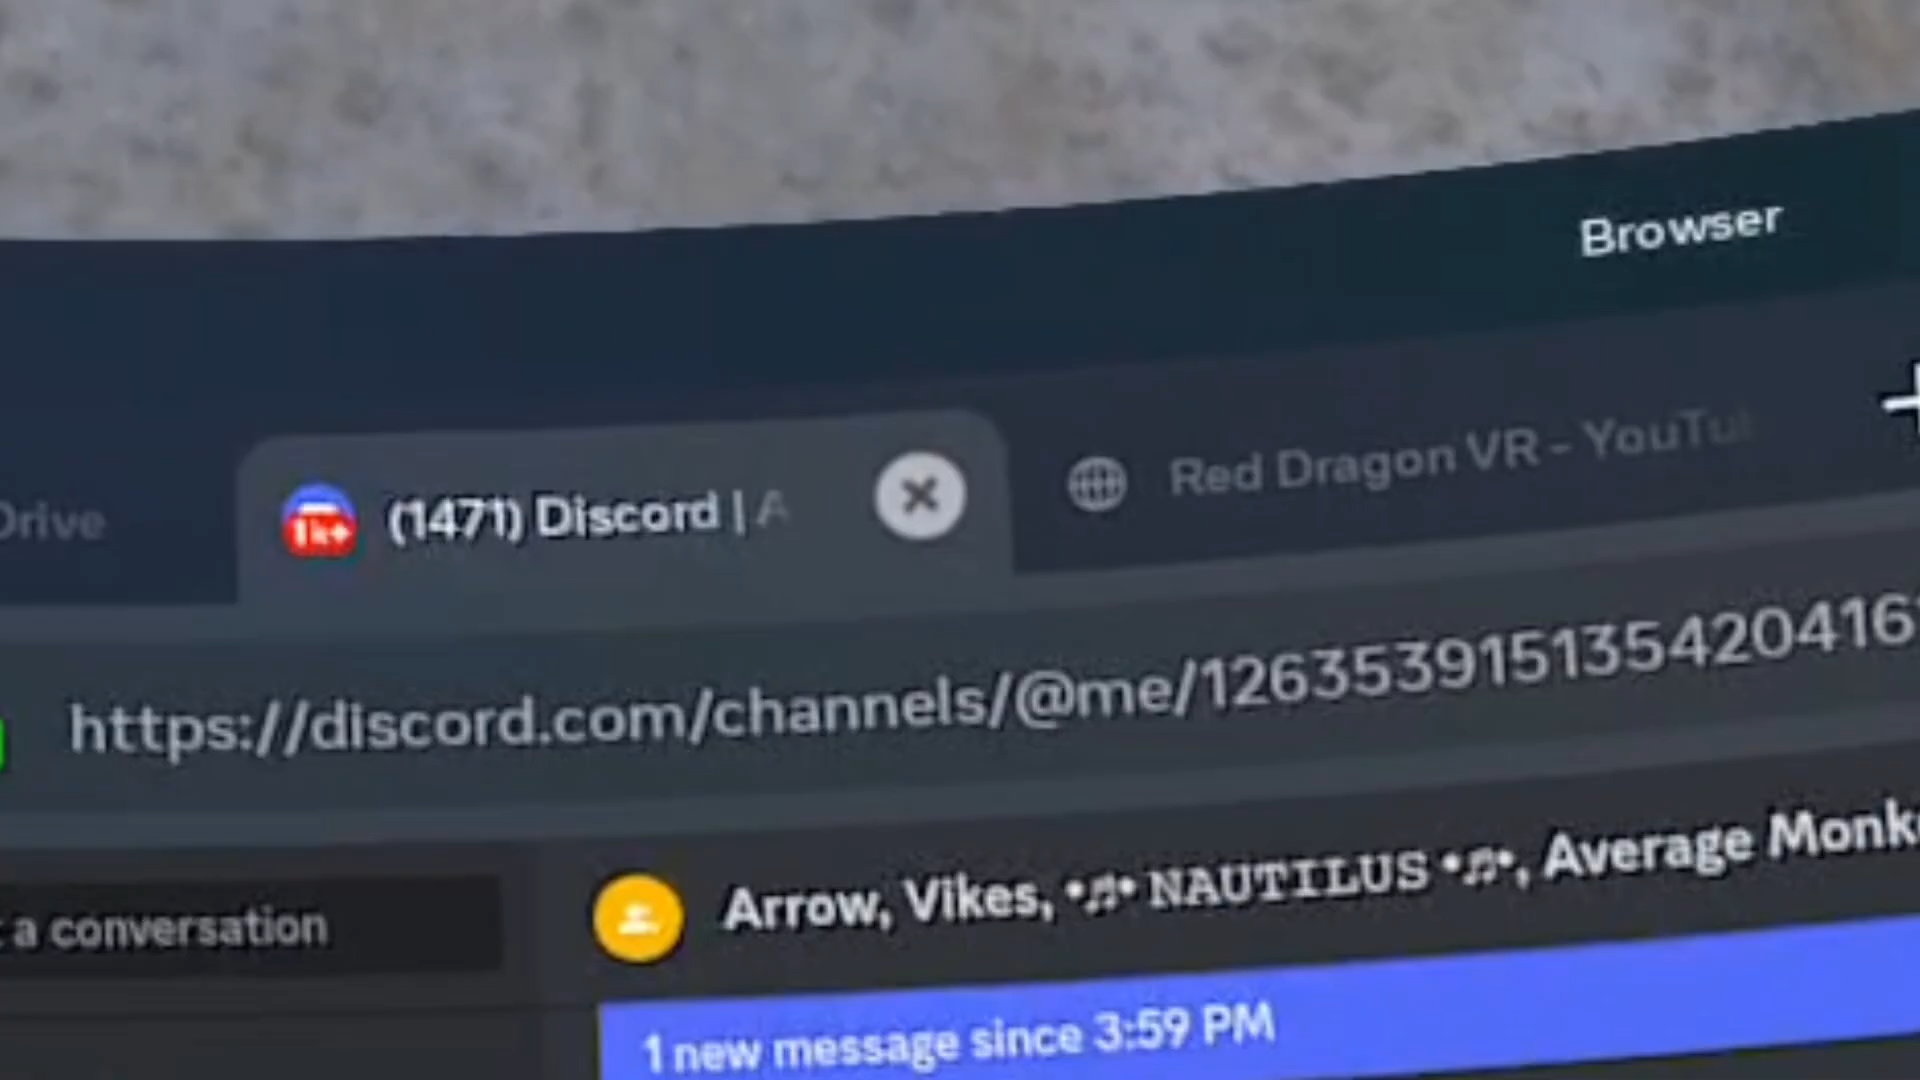 Browser
Drive
1k+
(1471) Discord | A
Red Dragon VR - YouTu
https://discord.com/channels/@me/126353915135420416
t a conversation
Arrow, Vikes, •♫• NAUTILUS •♫•, Average Monk
1 new message since 3:59 PM